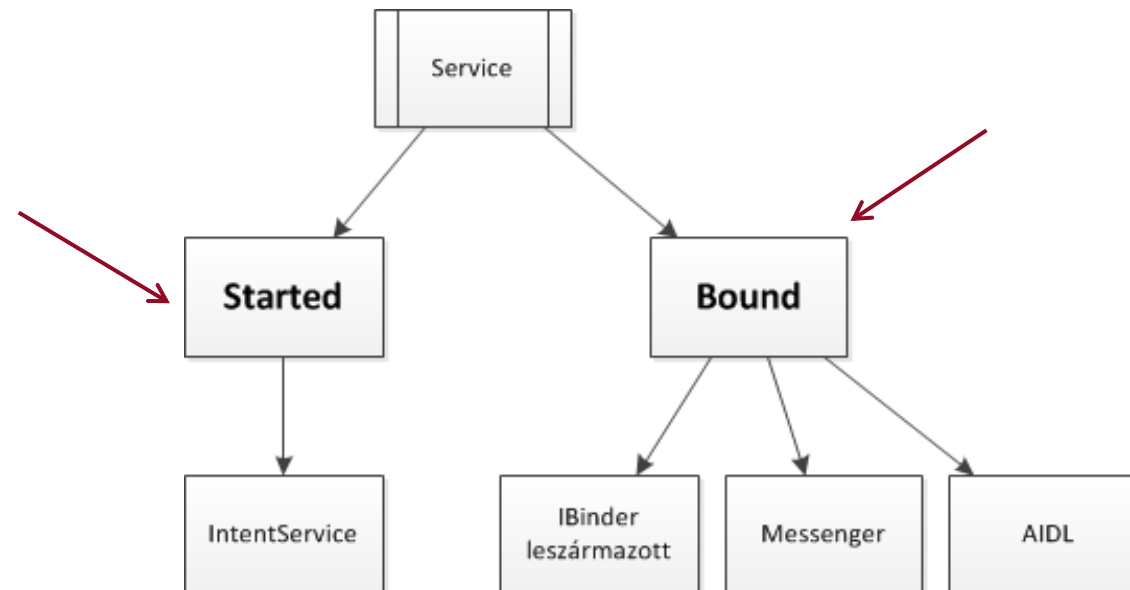 Service
Started
Bound
IntentService
IBinder
leszármazott
Messenger
AIDL